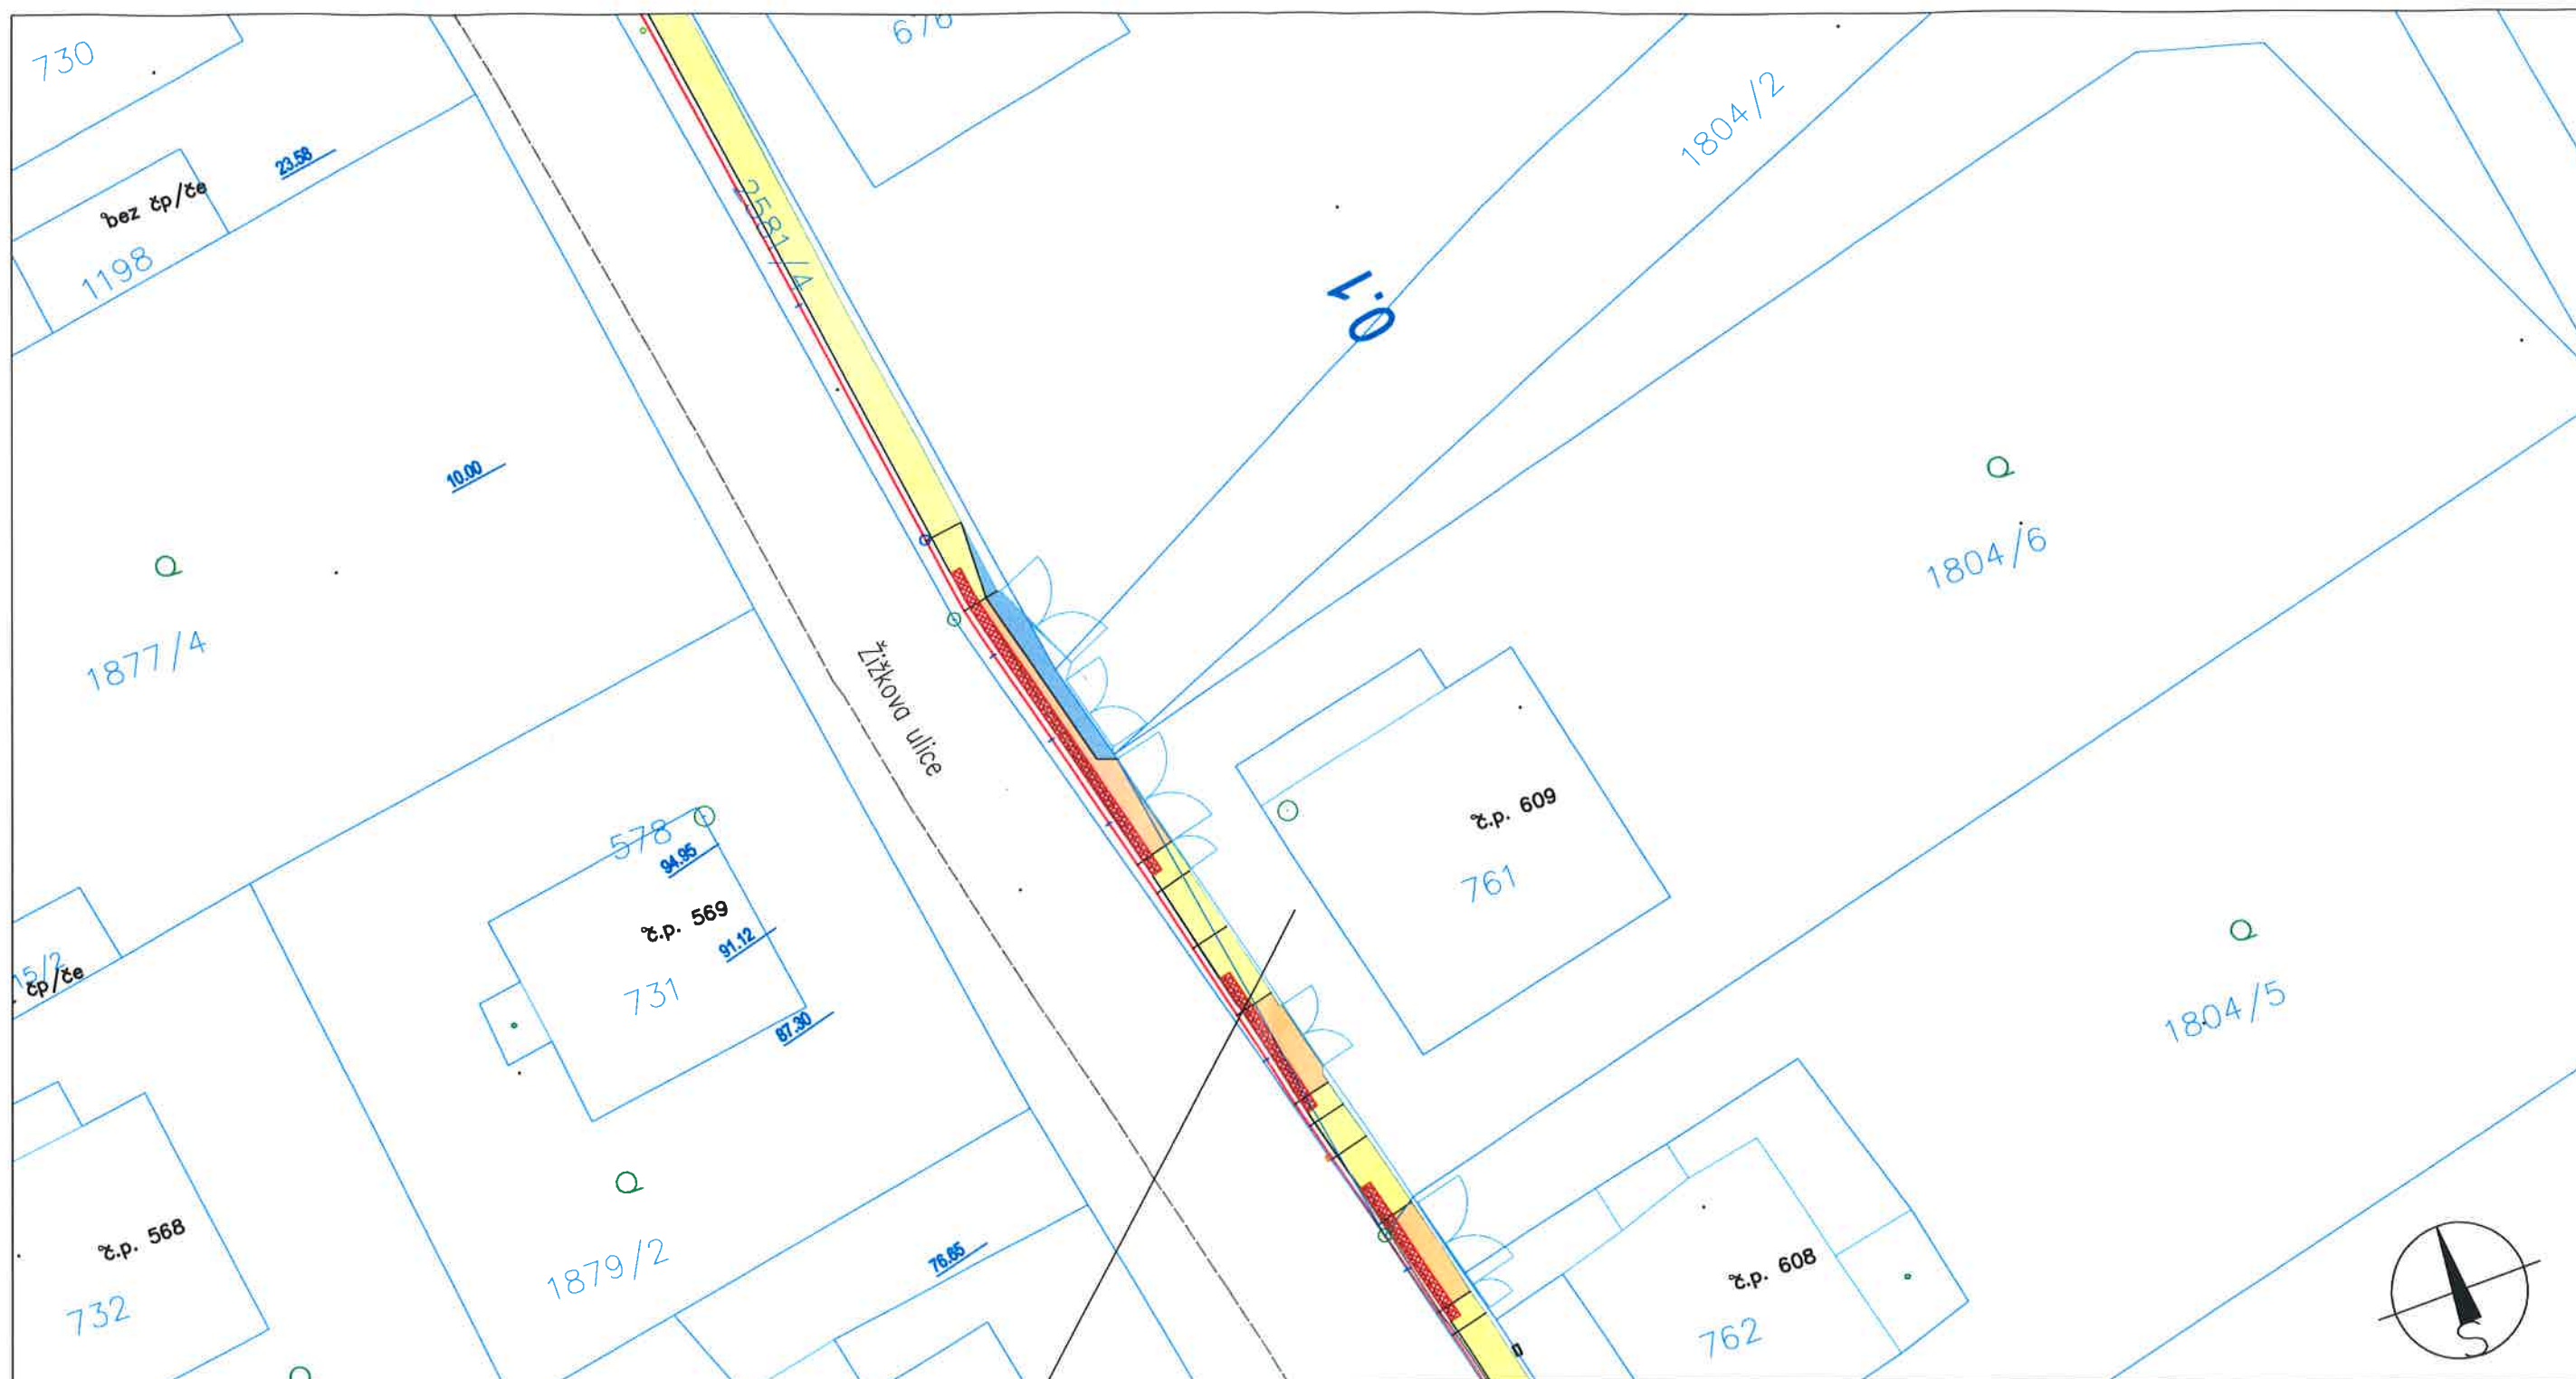 730
676
1804/2
23.58
bez čp/če
1198
2581/4
0.1
10.00
1877/4
1804/6
Žižkova ulice
578
94.95
č.p. 569
91.12
731
87.30
č.p. 609
761
15/2
čp/če
1804/5
č.p. 568
732
1879/2
76.65
č.p. 608
762
S